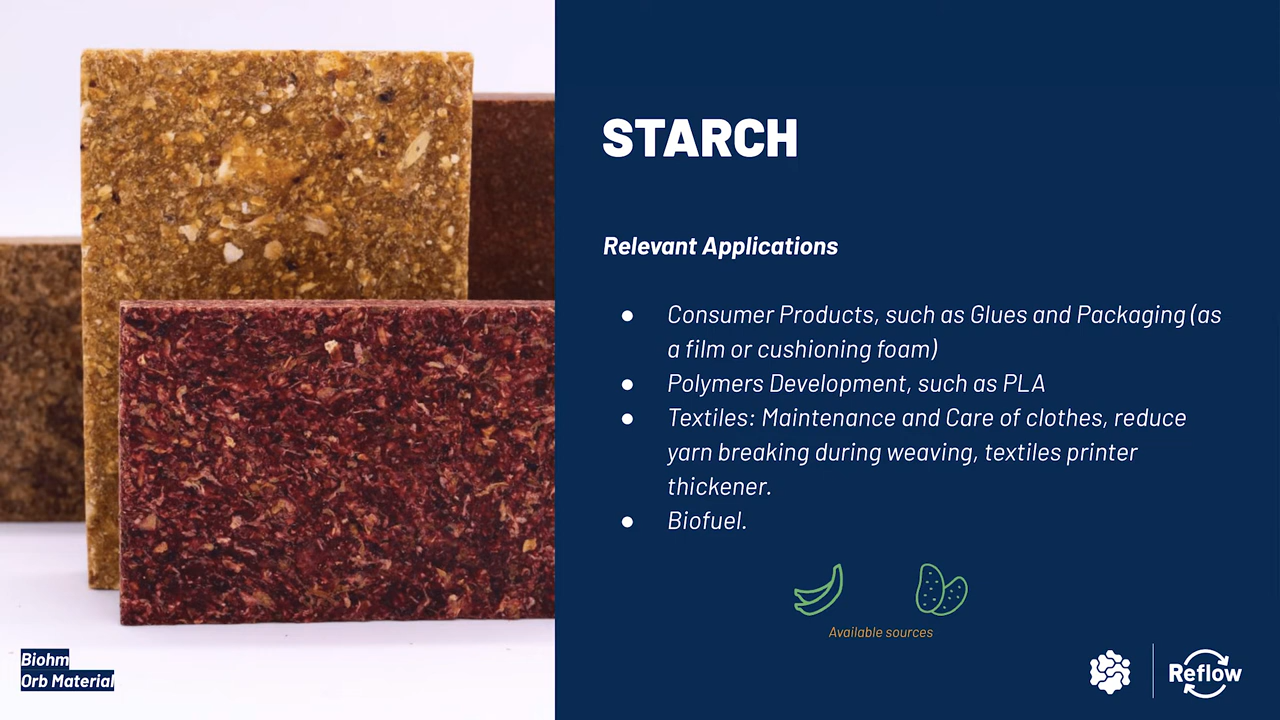 STARCH
Relevant Applications
● Consumer Products, such as Glues and Packaging (as
a film or cushioning foam)
● Polymers Development, such as PLA
● Textiles: Maintenance and Care of clothes, reduce
yarn breaking during weaving, textiles printer
thickener.
● Biofuel.
Available sources
Biohm
Orb Material
Reflow